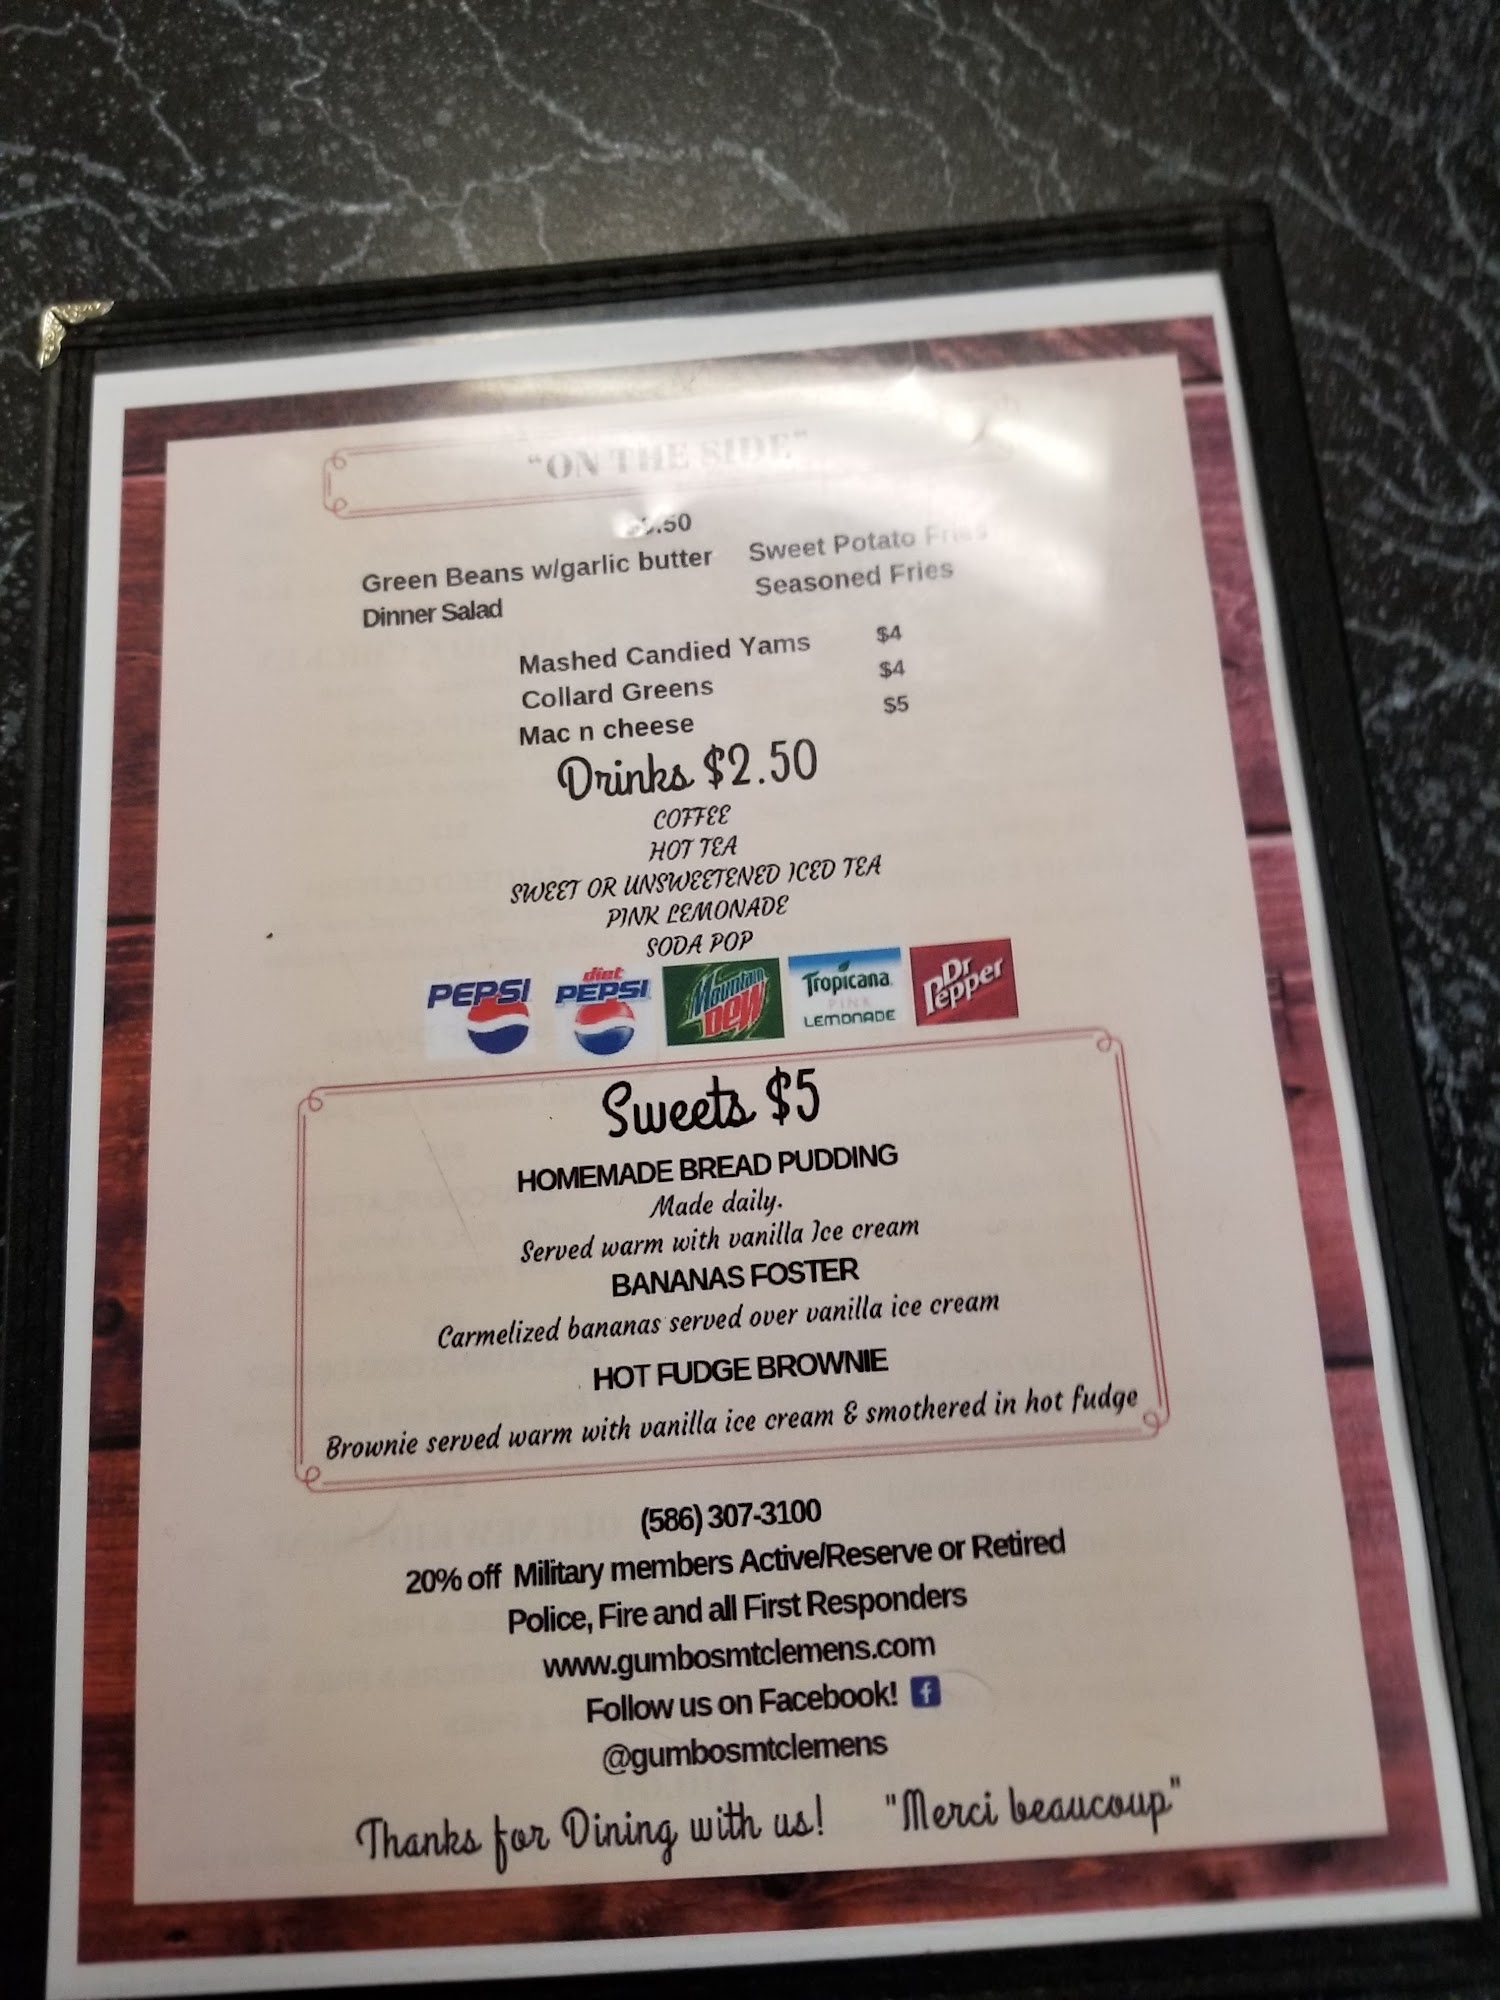 "ON THE SIDE"
Green Beans w/garlic butter Sweet Potato Fries
Dinner Salad Seasoned Fries
Mashed Candied Yams $4
Collard Greens $4
Mac n cheese $5
Drinks $2.50
COFFEE
HOT TEA
SWEET OR UNSWEETENED ICED TEA
PINK LEMONADE
SODA POP
PEPSI diet PEPSI Mountain DEW Tropicana PINK LEMONADE Dr Pepper
Sweets $5
HOMEMADE BREAD PUDDING
Made daily.
Served warm with vanilla Ice cream
BANANAS FOSTER
Carmelized bananas served over vanilla ice cream
HOT FUDGE BROWNIE
Brownie served warm with vanilla ice cream & smothered in hot fudge
(586) 307-3100
20% off Military members Active/Reserve or Retired
Police, Fire and all First Responders
www.gumbosmtclemens.com
Follow us on Facebook! f
@gumbosmtclemens
Thanks for Dining with us! "Merci beaucoup"